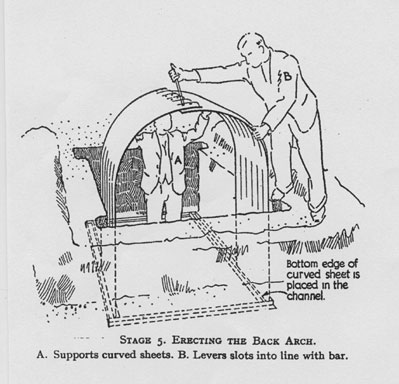 B
A
Bottom edge of
curved sheet is
placed in the
channel.
STAGE 5. ERECTING THE BACK ARCH.
A. Supports curved sheets. B. Levers slots into line with bar.